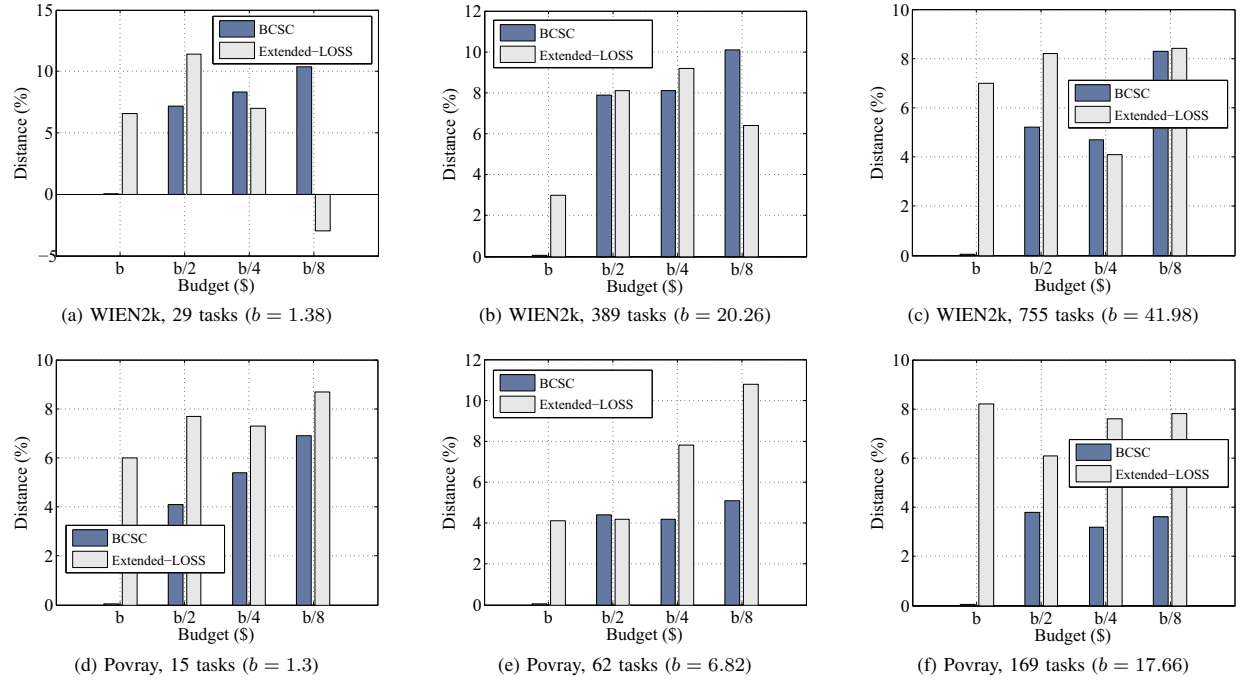 15
10
5
0
−5
Distance (%)
BCSC
Extended−LOSS
b b/2 b/4 b/8
Budget ($)
(a) WIEN2k, 29 tasks (b = 1.38)
12
10
8
6
4
2
0
Distance (%)
BCSC
Extended−LOSS
b b/2 b/4 b/8
Budget ($)
(b) WIEN2k, 389 tasks (b = 20.26)
10
8
6
4
2
0
Distance (%)
BCSC
Extended−LOSS
b b/2 b/4 b/8
Budget ($)
(c) WIEN2k, 755 tasks (b = 41.98)
10
8
6
4
2
0
Distance (%)
BCSC
Extended−LOSS
b b/2 b/4 b/8
Budget ($)
(d) Povray, 15 tasks (b = 1.3)
12
10
8
6
4
2
0
Distance (%)
BCSC
Extended−LOSS
b b/2 b/4 b/8
Budget ($)
(e) Povray, 62 tasks (b = 6.82)
10
8
6
4
2
0
Distance (%)
BCSC
Extended−LOSS
b b/2 b/4 b/8
Budget ($)
(f) Povray, 169 tasks (b = 17.66)